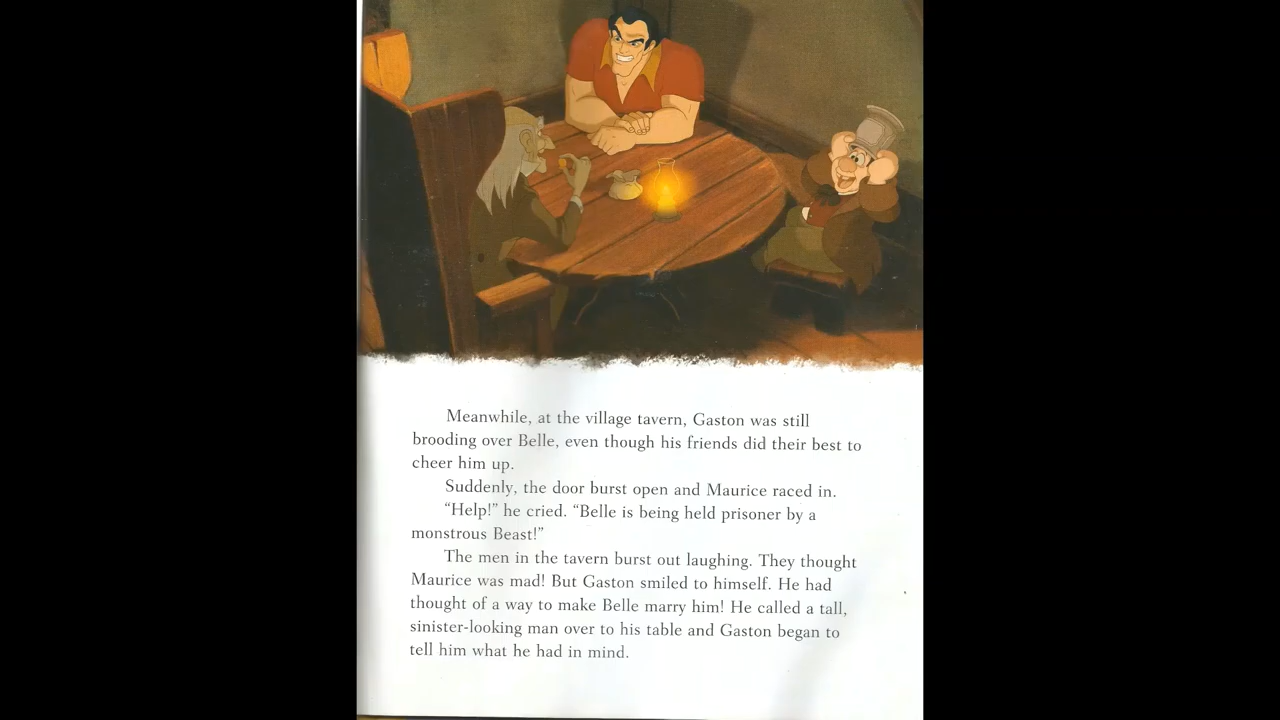 Meanwhile, at the village tavern, Gaston was still
brooding over Belle, even though his friends did their best to
cheer him up.
Suddenly, the door burst open and Maurice raced in.
“Help!” he cried. “Belle is being held prisoner by a
monstrous Beast!”
The men in the tavern burst out laughing. They thought
Maurice was mad! But Gaston smiled to himself. He had
thought of a way to make Belle marry him! He called a tall,
sinister-looking man over to his table and Gaston began to
tell him what he had in mind.